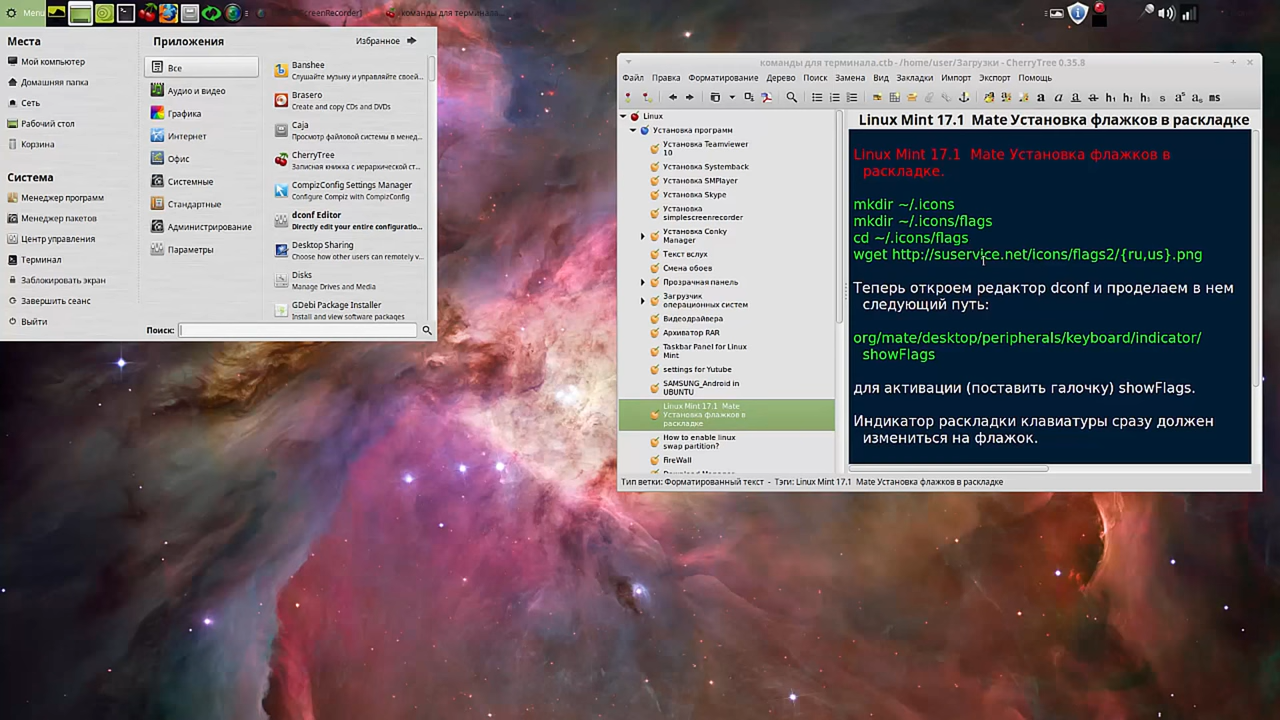 Menu
ScreenRecorder]
команды для терминала...
Места
Мой компьютер
Домашняя папка
Сеть
Рабочий стол
Корзина
Система
Менеджер программ
Менеджер пакетов
Центр управления
Терминал
Заблокировать экран
Завершить сеанс
Выйти
Приложения
Избранное
Все
Аудио и видео
Графика
Интернет
Офис
Системные
Стандартные
Администрирование
Параметры
Banshee
Слушайте музыку и управляйте своей...
Brasero
Create and copy CDs and DVDs
Caja
Просмотр файловой системы в менед...
CherryTree
Записная книжка с иерархической ст...
CompizConfig Settings Manager
Configure Compiz with CompizConfig
dconf Editor
Directly edit your entire configuratio...
Desktop Sharing
Choose how other users can remotely v...
Disks
Manage Drives and Media
GDebi Package Installer
Install and view software packages
Поиск:
команды для терминала.ctb - /home/user/Загрузки - CherryTree 0.35.8
Файл Правка Форматирование Дерево Поиск Замена Вид Закладки Импорт Экспорт Помощь
Linux
Установка программ
Установка Teamviewer
10
Установка Systemback
Установка SMPlayer
Установка Skype
Установка
simplescreenrecorder
Установка Conky
Manager
Текст вслух
Смена обоев
Прозрачная панель
Загрузчик
операционных систем
Видеодрайвера
Архиватор RAR
Taskbar Panel for Linux
Mint
settings for Yutube
SAMSUNG_Android in
UBUNTU
Linux Mint 17.1 Mate
Установка флажков в
раскладке
How to enable linux
swap partition?
FireWall
Linux Mint 17.1 Mate Установка флажков в раскладке
Linux Mint 17.1 Mate Установка флажков в
раскладке.
mkdir ~/.icons
mkdir ~/.icons/flags
cd ~/.icons/flags
wget http://suservice.net/icons/flags2/{ru,us}.png
Теперь откроем редактор dconf и проделаем в нем
следующий путь:
org/mate/desktop/peripherals/keyboard/indicator/
showFlags
для активации (поставить галочку) showFlags.
Индикатор раскладки клавиатуры сразу должен
измениться на флажок.
Тип ветки: Форматированный текст - Тэги: Linux Mint 17.1 Mate Установка флажков в раскладке